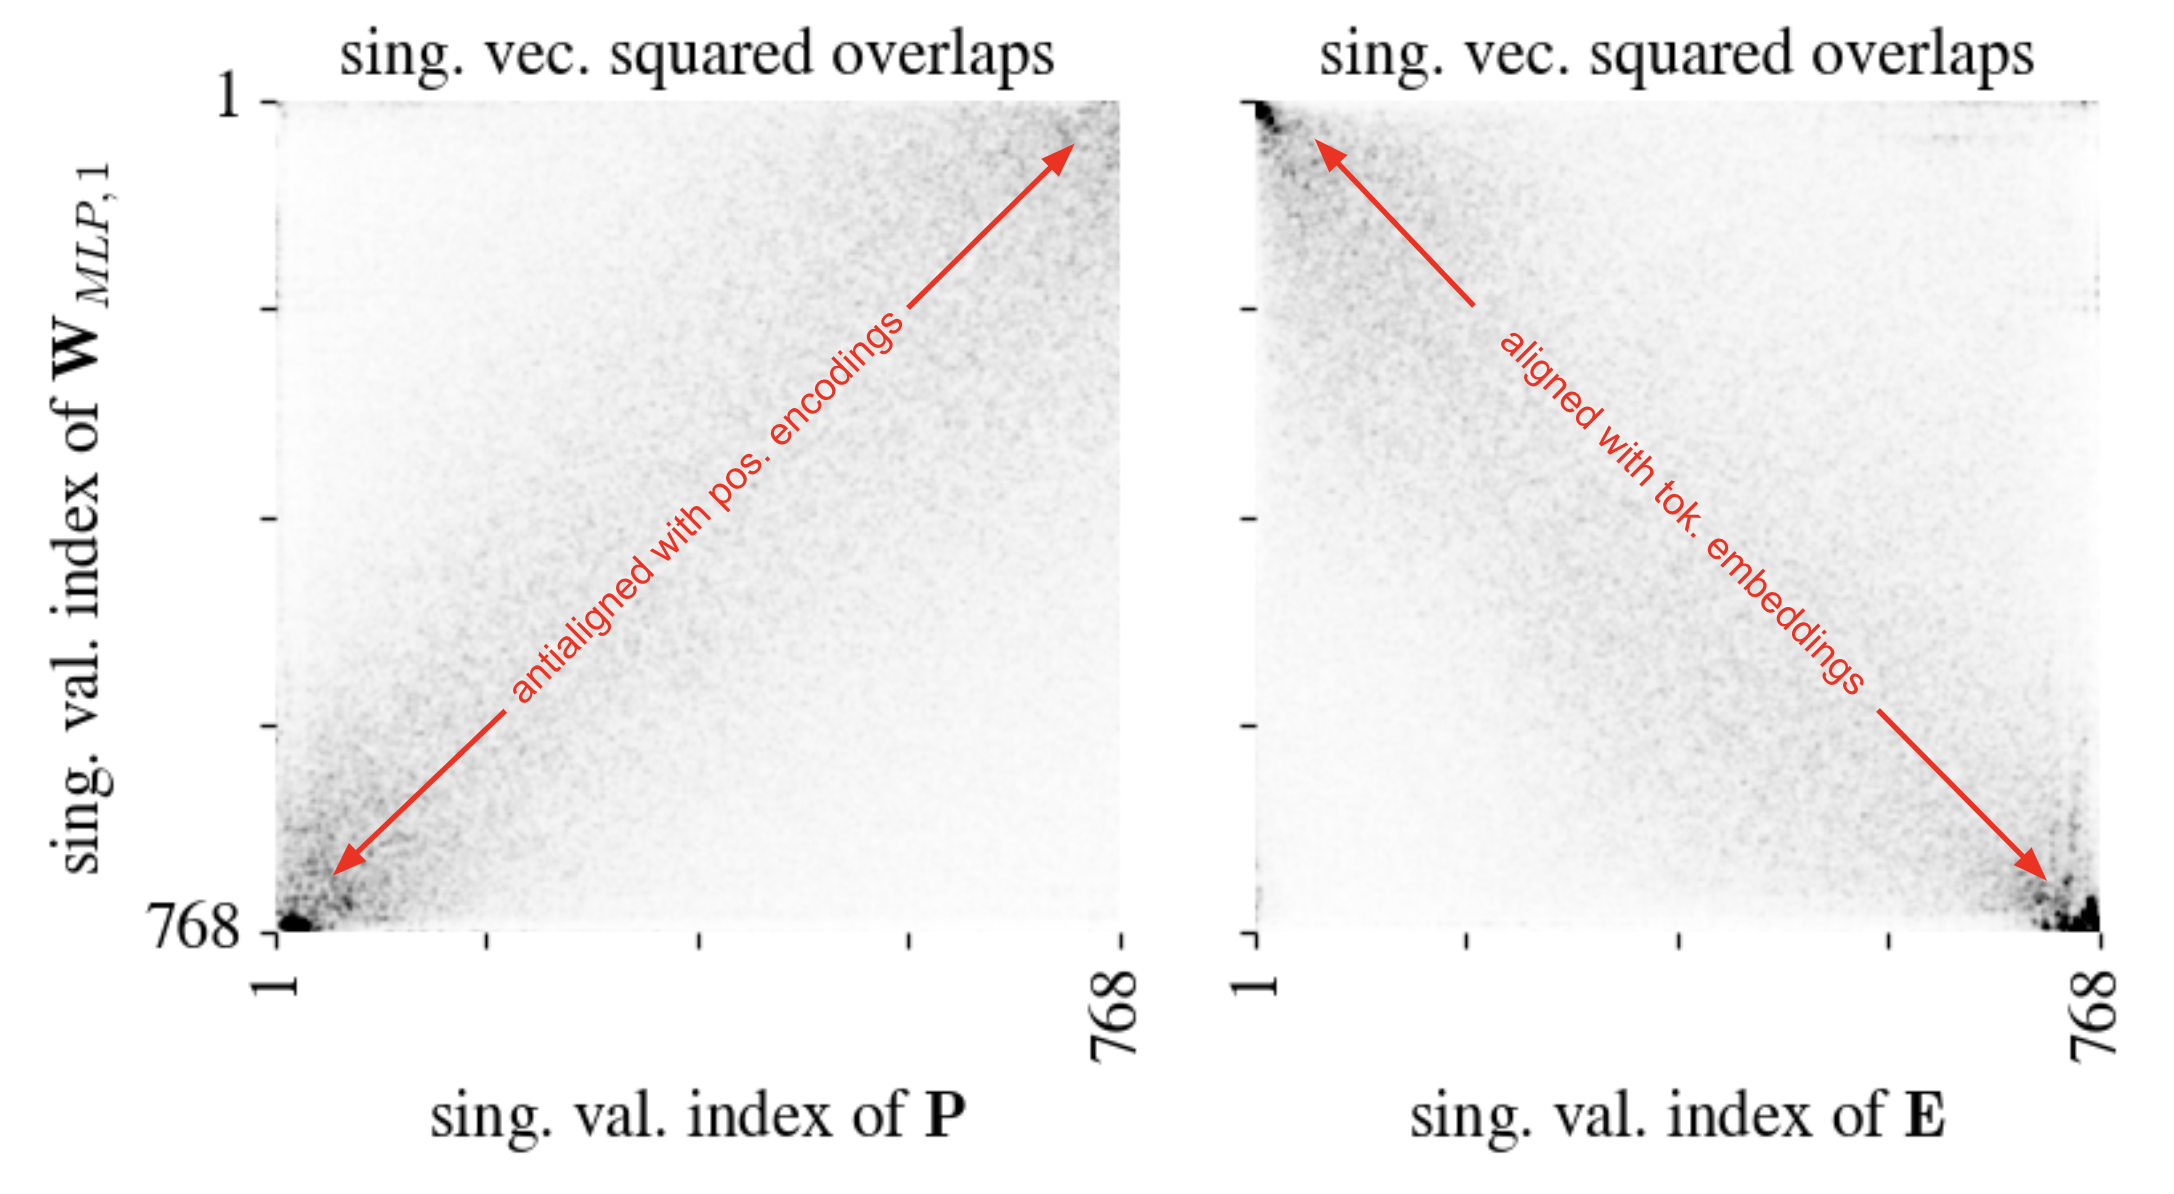 sing. vec. squared overlaps
sing. vec. squared overlaps
sing. val. index of W_{MLP, 1}
1
768
antialigned with pos. encodings
aligned with tok. embeddings
1
768
1
768
sing. val. index of P
sing. val. index of E